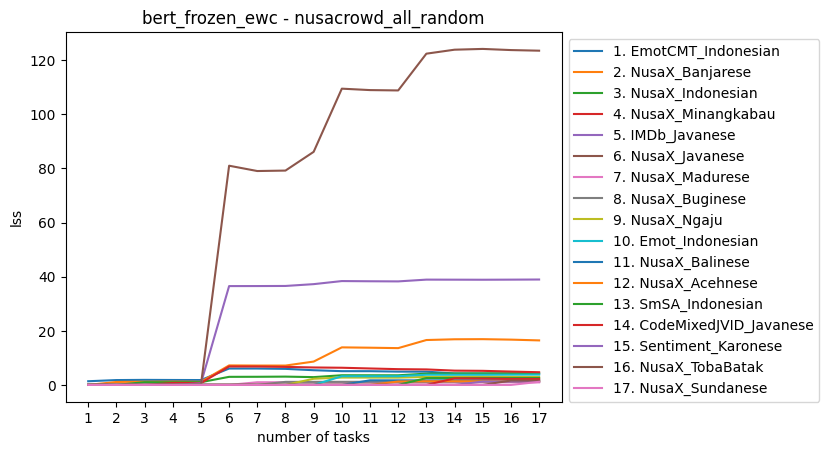 bert_frozen_ewc - nusacrowd_all_random
lss
120
100
80
60
40
20
0
1 2 3 4 5 6 7 8 9 10 11 12 13 14 15 16 17
number of tasks
1. EmotCMT_Indonesian
2. NusaX_Banjarese
3. NusaX_Indonesian
4. NusaX_Minangkabau
5. IMDb_Javanese
6. NusaX_Javanese
7. NusaX_Madurese
8. NusaX_Buginese
9. NusaX_Ngaju
10. Emot_Indonesian
11. NusaX_Balinese
12. NusaX_Acehnese
13. SmSA_Indonesian
14. CodeMixedJVID_Javanese
15. Sentiment_Karonese
16. NusaX_TobaBatak
17. NusaX_Sundanese